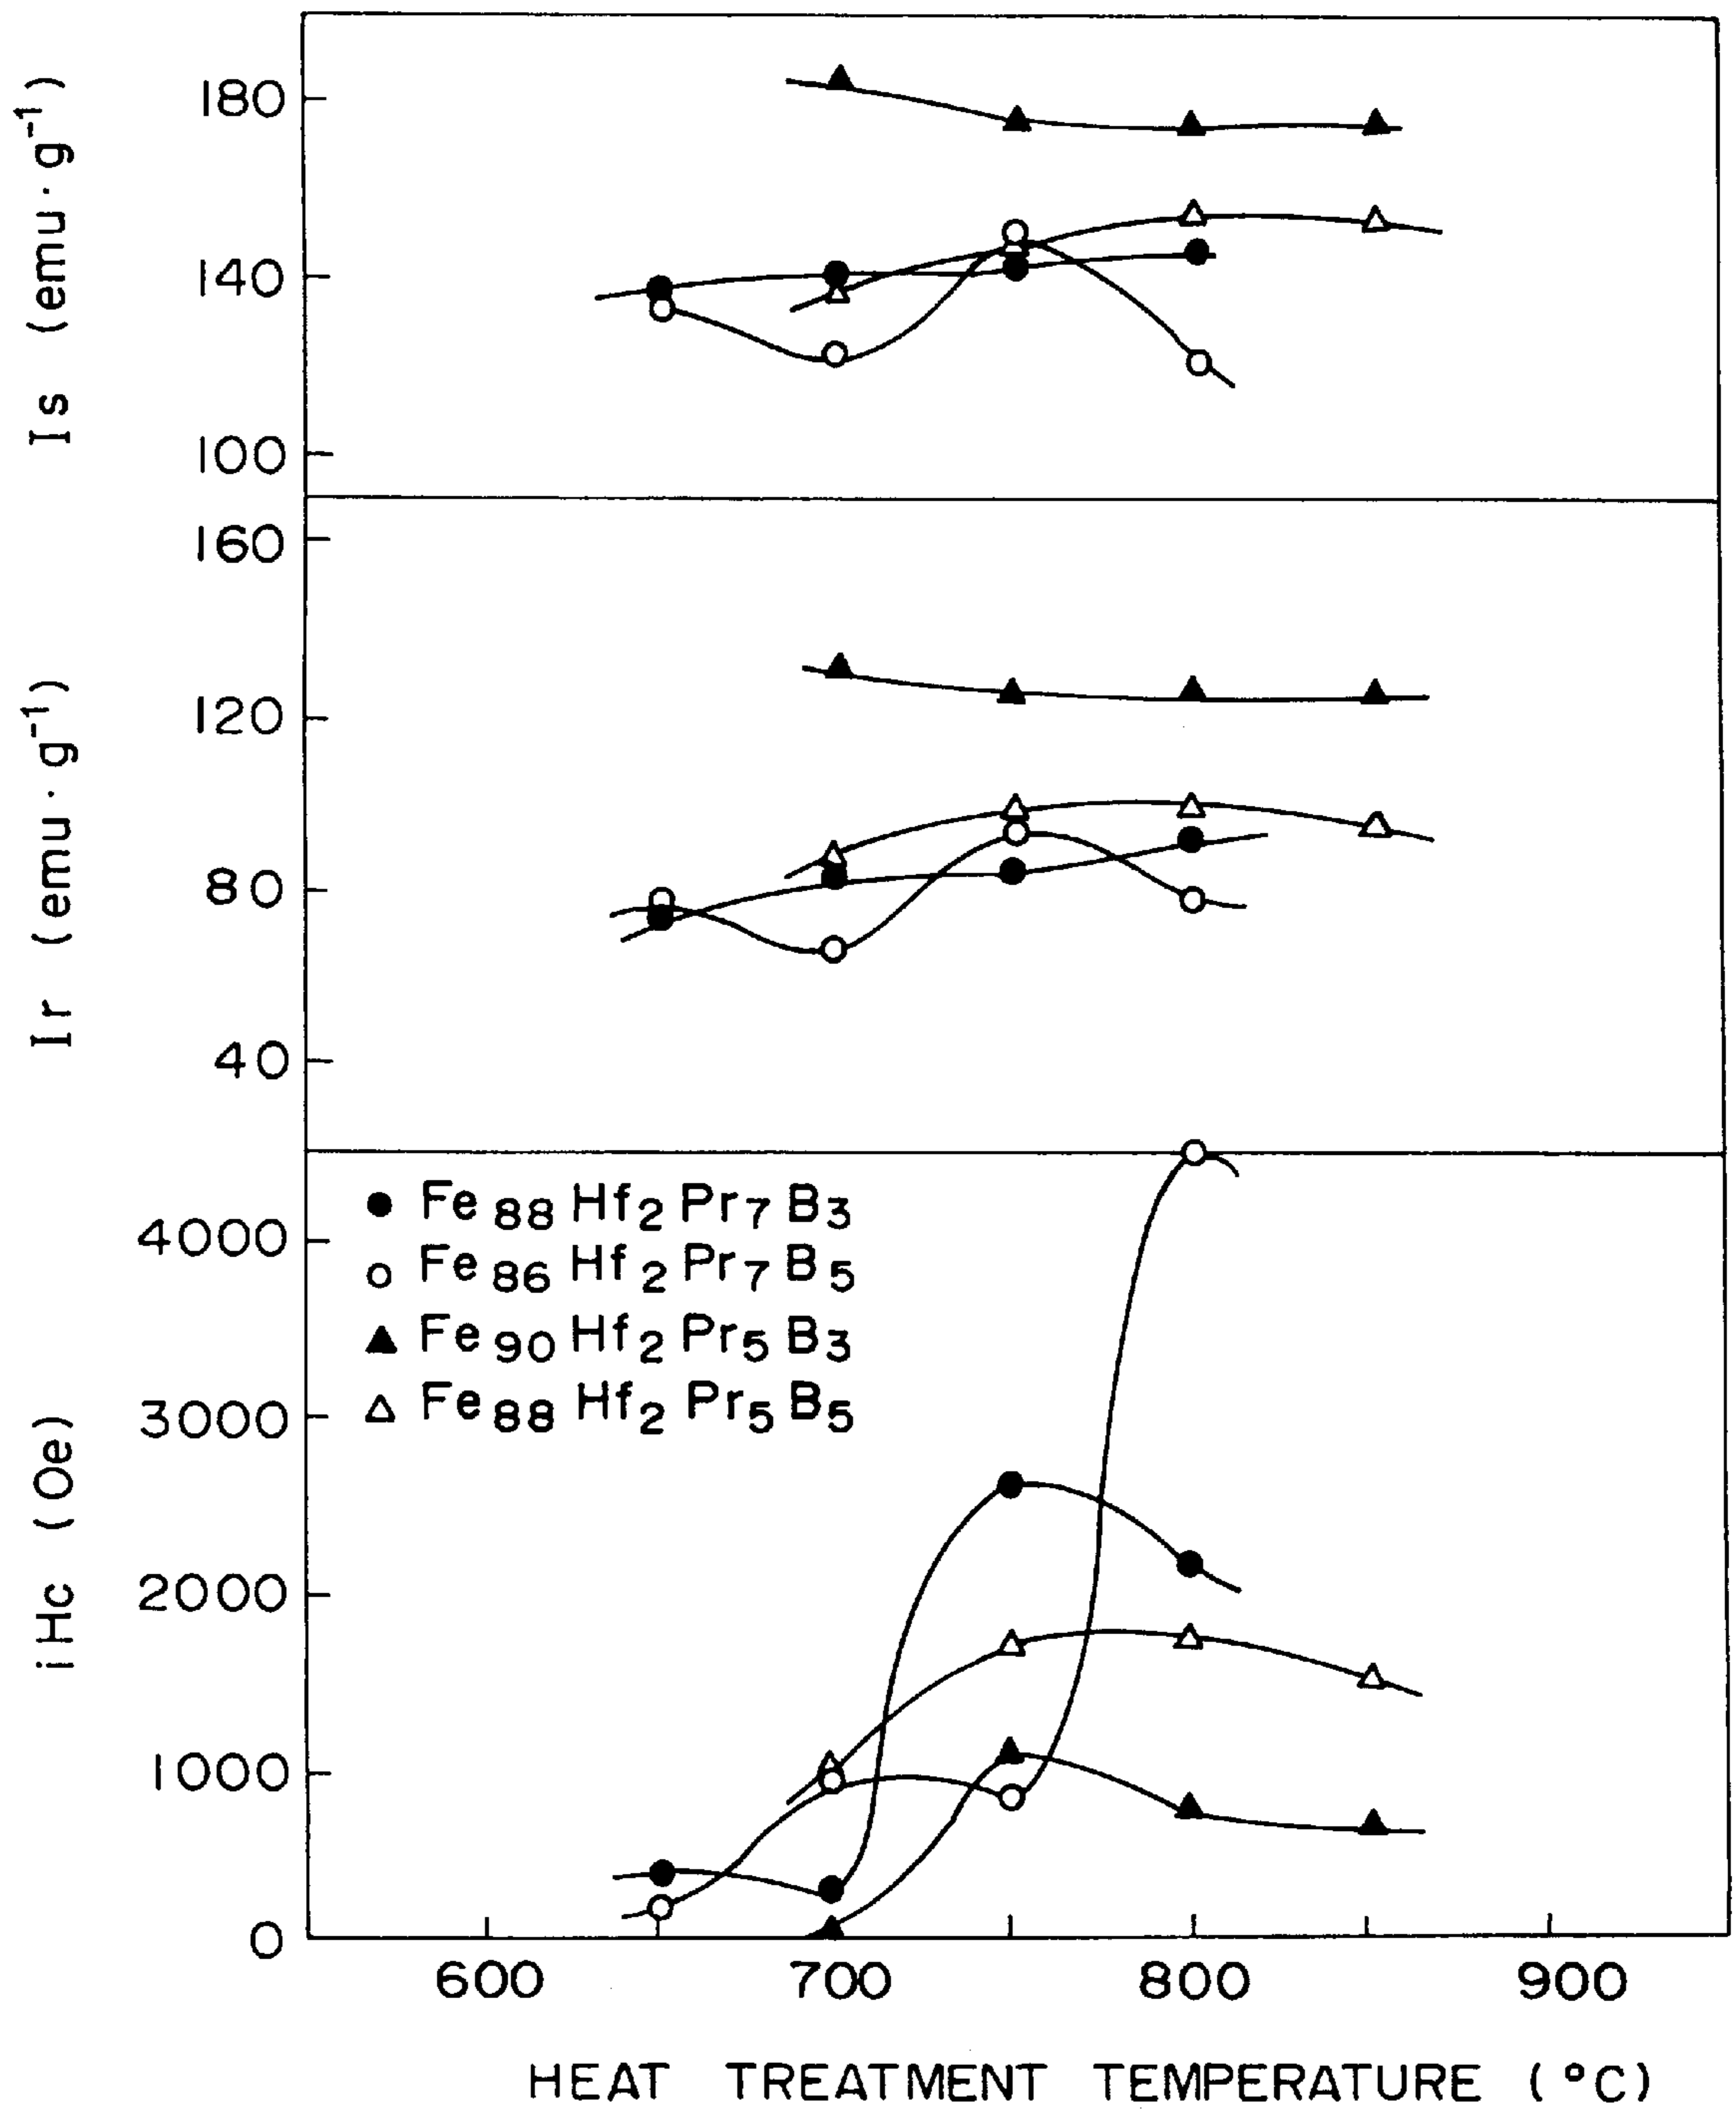 Is (emu·g⁻¹)
180
140
100
Ir (emu·g⁻¹)
160
120
80
40
iHc (Oe)
4000
3000
2000
1000
0
● Fe88Hf2Pr7B3
○ Fe86Hf2Pr7B5
▲ Fe90Hf2Pr5B3
△ Fe88Hf2Pr5B5
600 700 800 900
HEAT TREATMENT TEMPERATURE (°C)